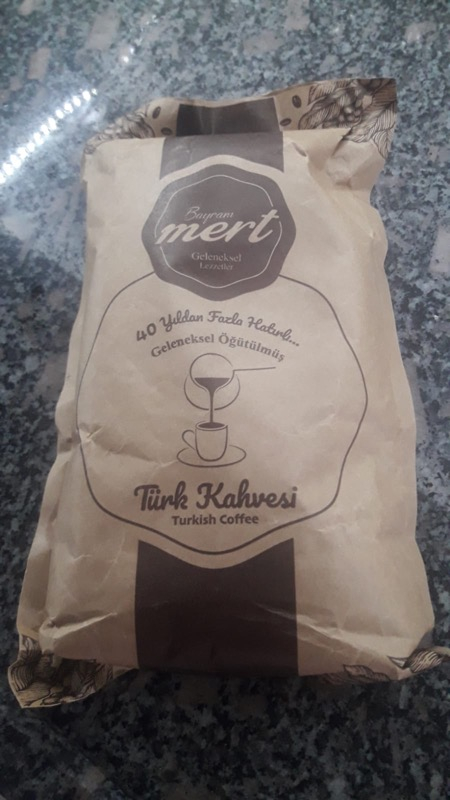 Bayram
mert
Geleneksel
Lezzetler
40 Yıldan Fazla Hatırlı...
Geleneksel Öğütülmüş
Türk Kahvesi
Turkish Coffee